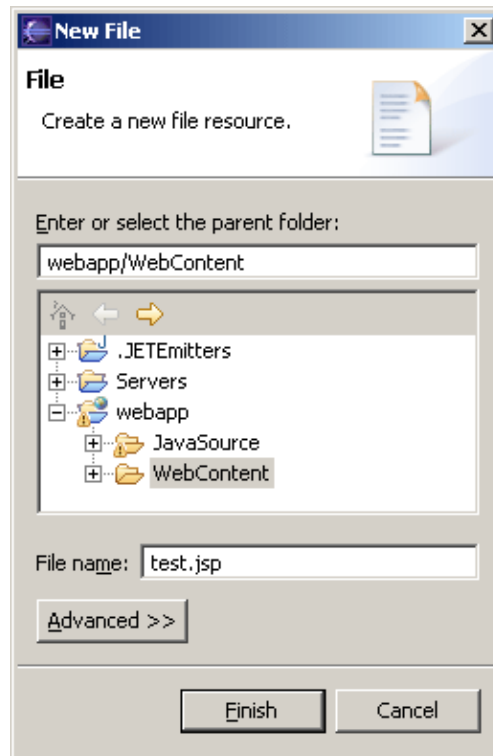 New File
File
Create a new file resource.
Enter or select the parent folder:
webapp/WebContent
.JETEmitters
Servers
webapp
JavaSource
WebContent
File name: test.jsp
Advanced >>
Finish Cancel